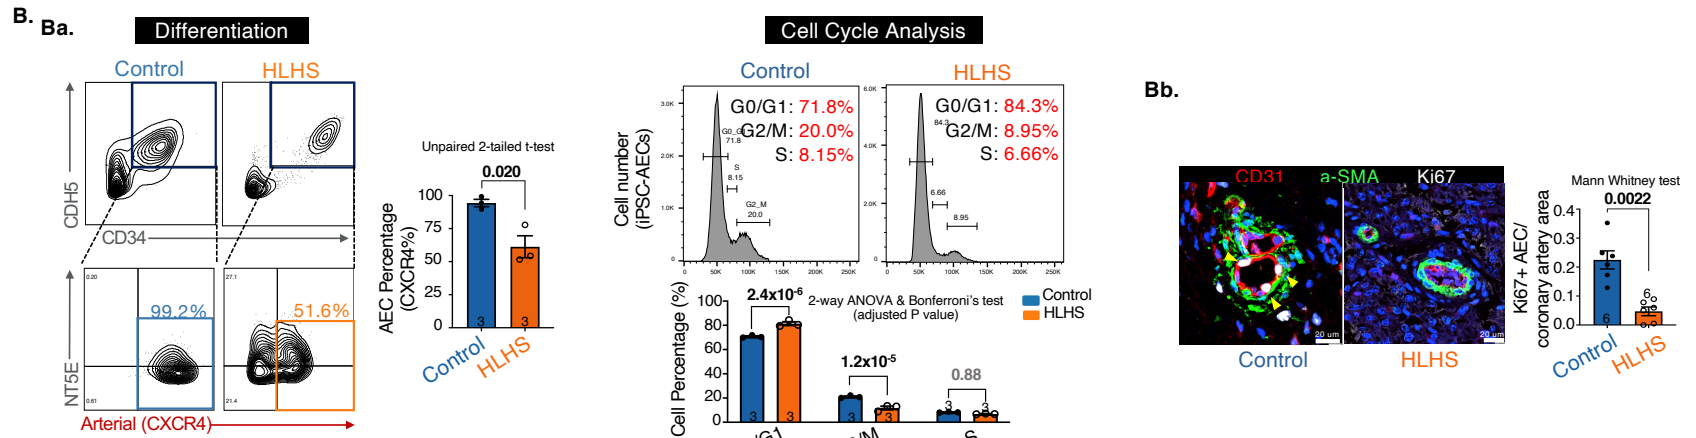 B.
Ba.
Differentiation
Control
HLHS
CDH5
CD34
0.20
0.61
99.2%
27.1
21.4
51.6%
NT5E
Arterial (CXCR4)
Unpaired 2-tailed t-test
0.020
AEC Percentage
(CXCR4%)
100
75
50
25
0
3
3
Control
HLHS
Cell Cycle Analysis
Control
HLHS
Cell number
(iPSC-AECs)
3.0K
2.0K
1.0K
0
G0/G1: 71.8%
G2/M: 20.0%
S: 8.15%
71.8
S
8.15
G2_M
20.0
0
50K
100K
150K
200K
250K
6.0K
4.0K
2.0K
0
G0/G1: 84.3%
G2/M: 8.95%
S: 6.66%
84.3
6.66
8.95
0
50K
100K
150K
200K
250K
Cell Percentage (%)
100
80
60
40
20
0
2.4x10-6
2-way ANOVA & Bonferroni's test
(adjusted P value)
Control
HLHS
1.2x10-5
0.88
3
3
3
3
3
3
S
Bb.
CD31
a-SMA
Ki67
20 um
20 um
Control
HLHS
Mann Whitney test
0.0022
Ki67+ AEC/
coronary artery area
0.4
0.3
0.2
0.1
0.0
6
6
Control
HLHS